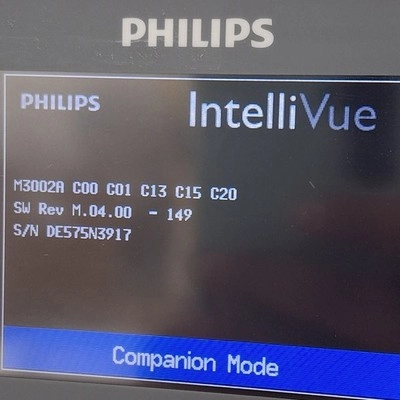 PHILIPS
PHILIPS IntelliVue
M3002A C00 C01 C13 C15 C20
SW Rev M.04.00 - 149
S/N DE575N3917
Companion Mode